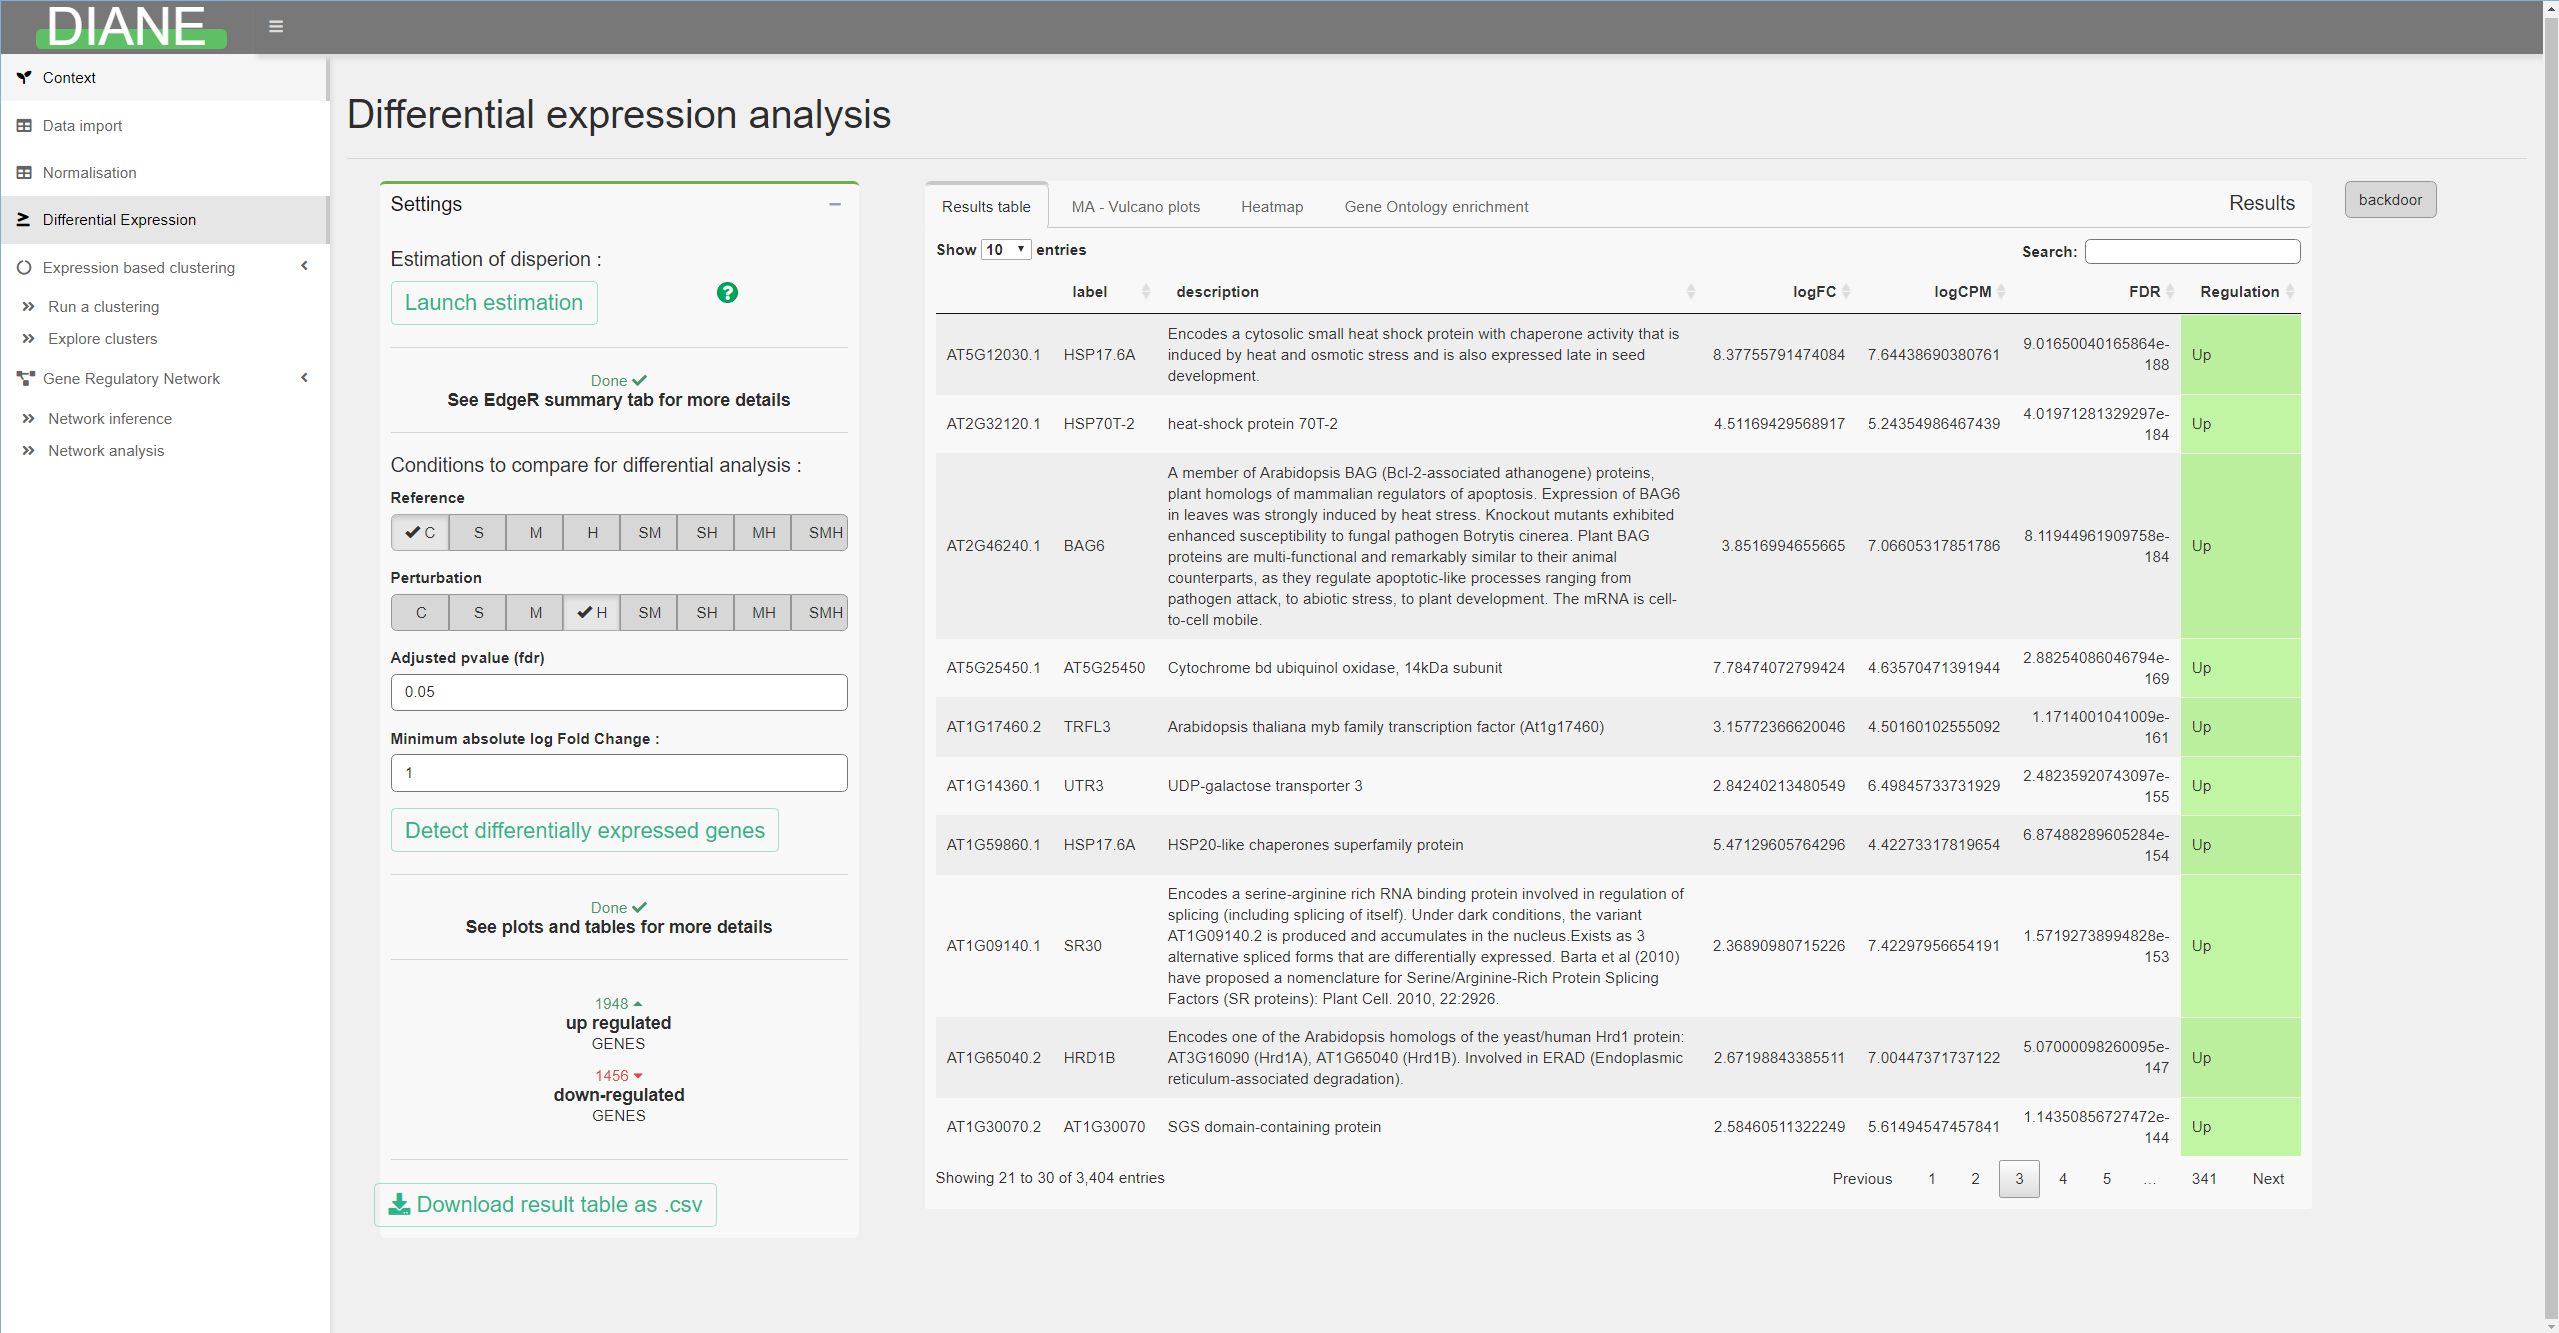 DIANE
Context
Data import
Normalisation
Differential Expression
Expression based clustering
Run a clustering
Explore clusters
Gene Regulatory Network
Network inference
Network analysis
Differential expression analysis
Settings
Estimation of disperion :
Launch estimation
?
Done
See EdgeR summary tab for more details
Conditions to compare for differential analysis :
Reference
C S M H SM SH MH SMH
Perturbation
C S M H SM SH MH SMH
Adjusted pvalue (fdr)
0.05
Minimum absolute log Fold Change :
1
Detect differentially expressed genes
Done
See plots and tables for more details
1948
up regulated
GENES
1456
down-regulated
GENES
Download result table as .csv
Results table MA - Vulcano plots Heatmap Gene Ontology enrichment Results
backdoor
Show 10 entries Search:
label description logFC logCPM FDR Regulation
AT5G12030.1 HSP17.6A Encodes a cytosolic small heat shock protein with chaperone activity that is
induced by heat and osmotic stress and is also expressed late in seed
development. 8.37755791474084 7.64438690380761 9.01650040165864e-
188 Up
AT2G32120.1 HSP70T-2 heat-shock protein 70T-2 4.51169429568917 5.24354986467439 4.01971281329297e-
184 Up
AT2G46240.1 BAG6 A member of Arabidopsis BAG (Bcl-2-associated athanogene) proteins,
plant homologs of mammalian regulators of apoptosis. Expression of BAG6
in leaves was strongly induced by heat stress. Knockout mutants exhibited
enhanced susceptibility to fungal pathogen Botrytis cinerea. Plant BAG
proteins are multi-functional and remarkably similar to their animal
counterparts, as they regulate apoptotic-like processes ranging from
pathogen attack, to abiotic stress, to plant development. The mRNA is cell-
to-cell mobile. 3.8516994655665 7.06605317851786 8.11944961909758e-
184 Up
AT5G25450.1 AT5G25450 Cytochrome bd ubiquinol oxidase, 14kDa subunit 7.78474072799424 4.63570471391944 2.88254086046794e-
169 Up
AT1G17460.2 TRFL3 Arabidopsis thaliana myb family transcription factor (At1g17460) 3.15772366620046 4.50160102555092 1.1714001041009e-
161 Up
AT1G14360.1 UTR3 UDP-galactose transporter 3 2.84240213480549 6.49845733731929 2.48235920743097e-
155 Up
AT1G59860.1 HSP17.6A HSP20-like chaperones superfamily protein 5.47129605764296 4.42273317819654 6.87488289605284e-
154 Up
AT1G09140.1 SR30 Encodes a serine-arginine rich RNA binding protein involved in regulation of
splicing (including splicing of itself). Under dark conditions, the variant
AT1G09140.2 is produced and accumulates in the nucleus.Exists as 3
alternative spliced forms that are differentially expressed. Barta et al (2010)
have proposed a nomenclature for Serine/Arginine-Rich Protein Splicing
Factors (SR proteins): Plant Cell. 2010, 22:2926. 2.36890980715226 7.42297956654191 1.57192738994828e-
153 Up
AT1G65040.2 HRD1B Encodes one of the Arabidopsis homologs of the yeast/human Hrd1 protein:
AT3G16090 (Hrd1A), AT1G65040 (Hrd1B). Involved in ERAD (Endoplasmic
reticulum-associated degradation). 2.67198843385511 7.00447371737122 5.07000098260095e-
147 Up
AT1G30070.2 AT1G30070 SGS domain-containing protein 2.58460511322249 5.61494547457841 1.14350856727472e-
144 Up
Showing 21 to 30 of 3,404 entries Previous 1 2 3 4 5 … 341 Next